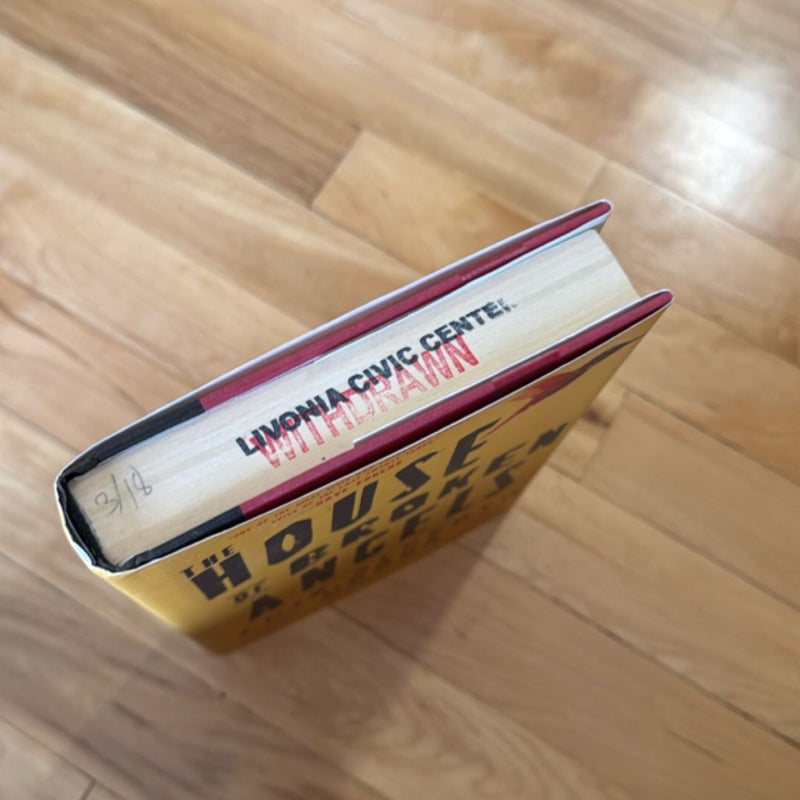 LIVONIA CIVIC CENTER
WITHDRAWN
3/18
THE
HOUSE
OF BROKEN
ANGELS